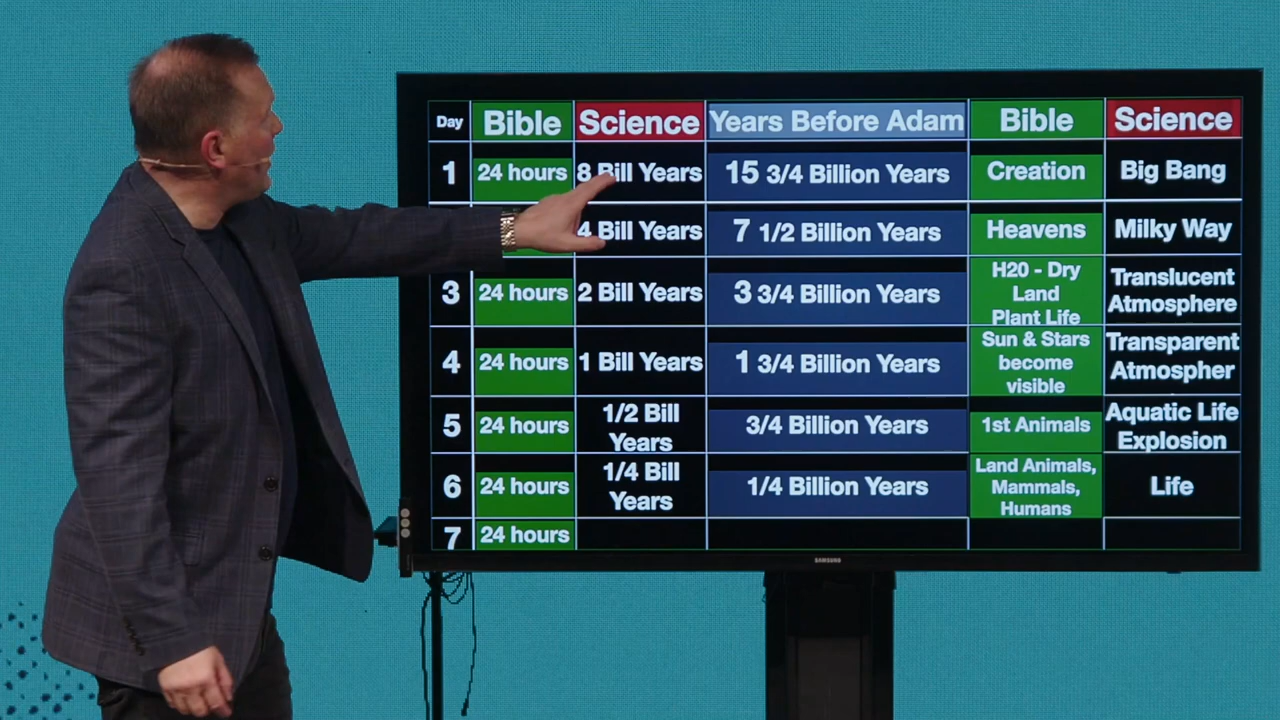 Day Bible Science Years Before Adam Bible Science
1 24 hours 8 Bill Years 15 3/4 Billion Years Creation Big Bang
4 Bill Years 7 1/2 Billion Years Heavens Milky Way
3 24 hours 2 Bill Years 3 3/4 Billion Years H20 - Dry
Land
Plant Life Translucent
Atmosphere
4 24 hours 1 Bill Years 1 3/4 Billion Years Sun & Stars
become
visible Transparent
Atmospher
5 24 hours 1/2 Bill
Years 3/4 Billion Years 1st Animals Aquatic Life
Explosion
6 24 hours 1/4 Bill
Years 1/4 Billion Years Land Animals,
Mammals,
Humans Life
7 24 hours
SAMSUNG